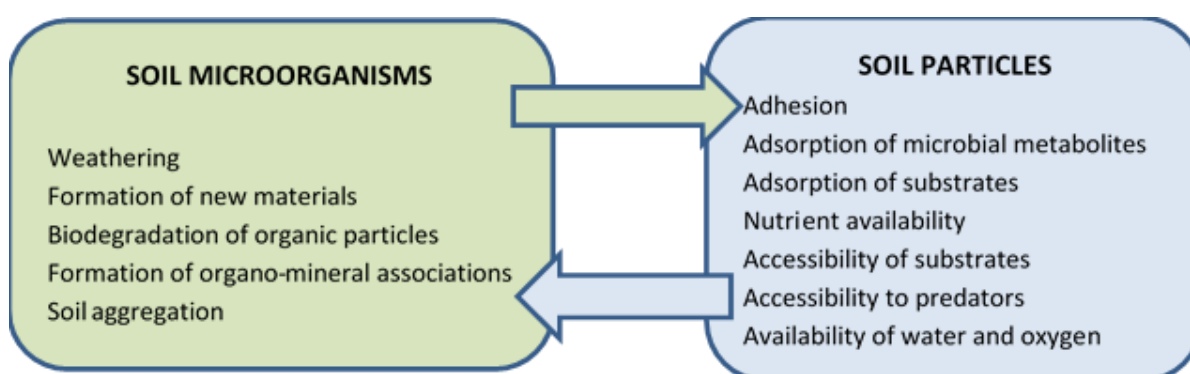 SOIL MICROORGANISMS
Weathering
Formation of new materials
Biodegradation of organic particles
Formation of organo-mineral associations
Soil aggregation
SOIL PARTICLES
Adhesion
Adsorption of microbial metabolites
Adsorption of substrates
Nutrient availability
Accessibility of substrates
Accessibility to predators
Availability of water and oxygen